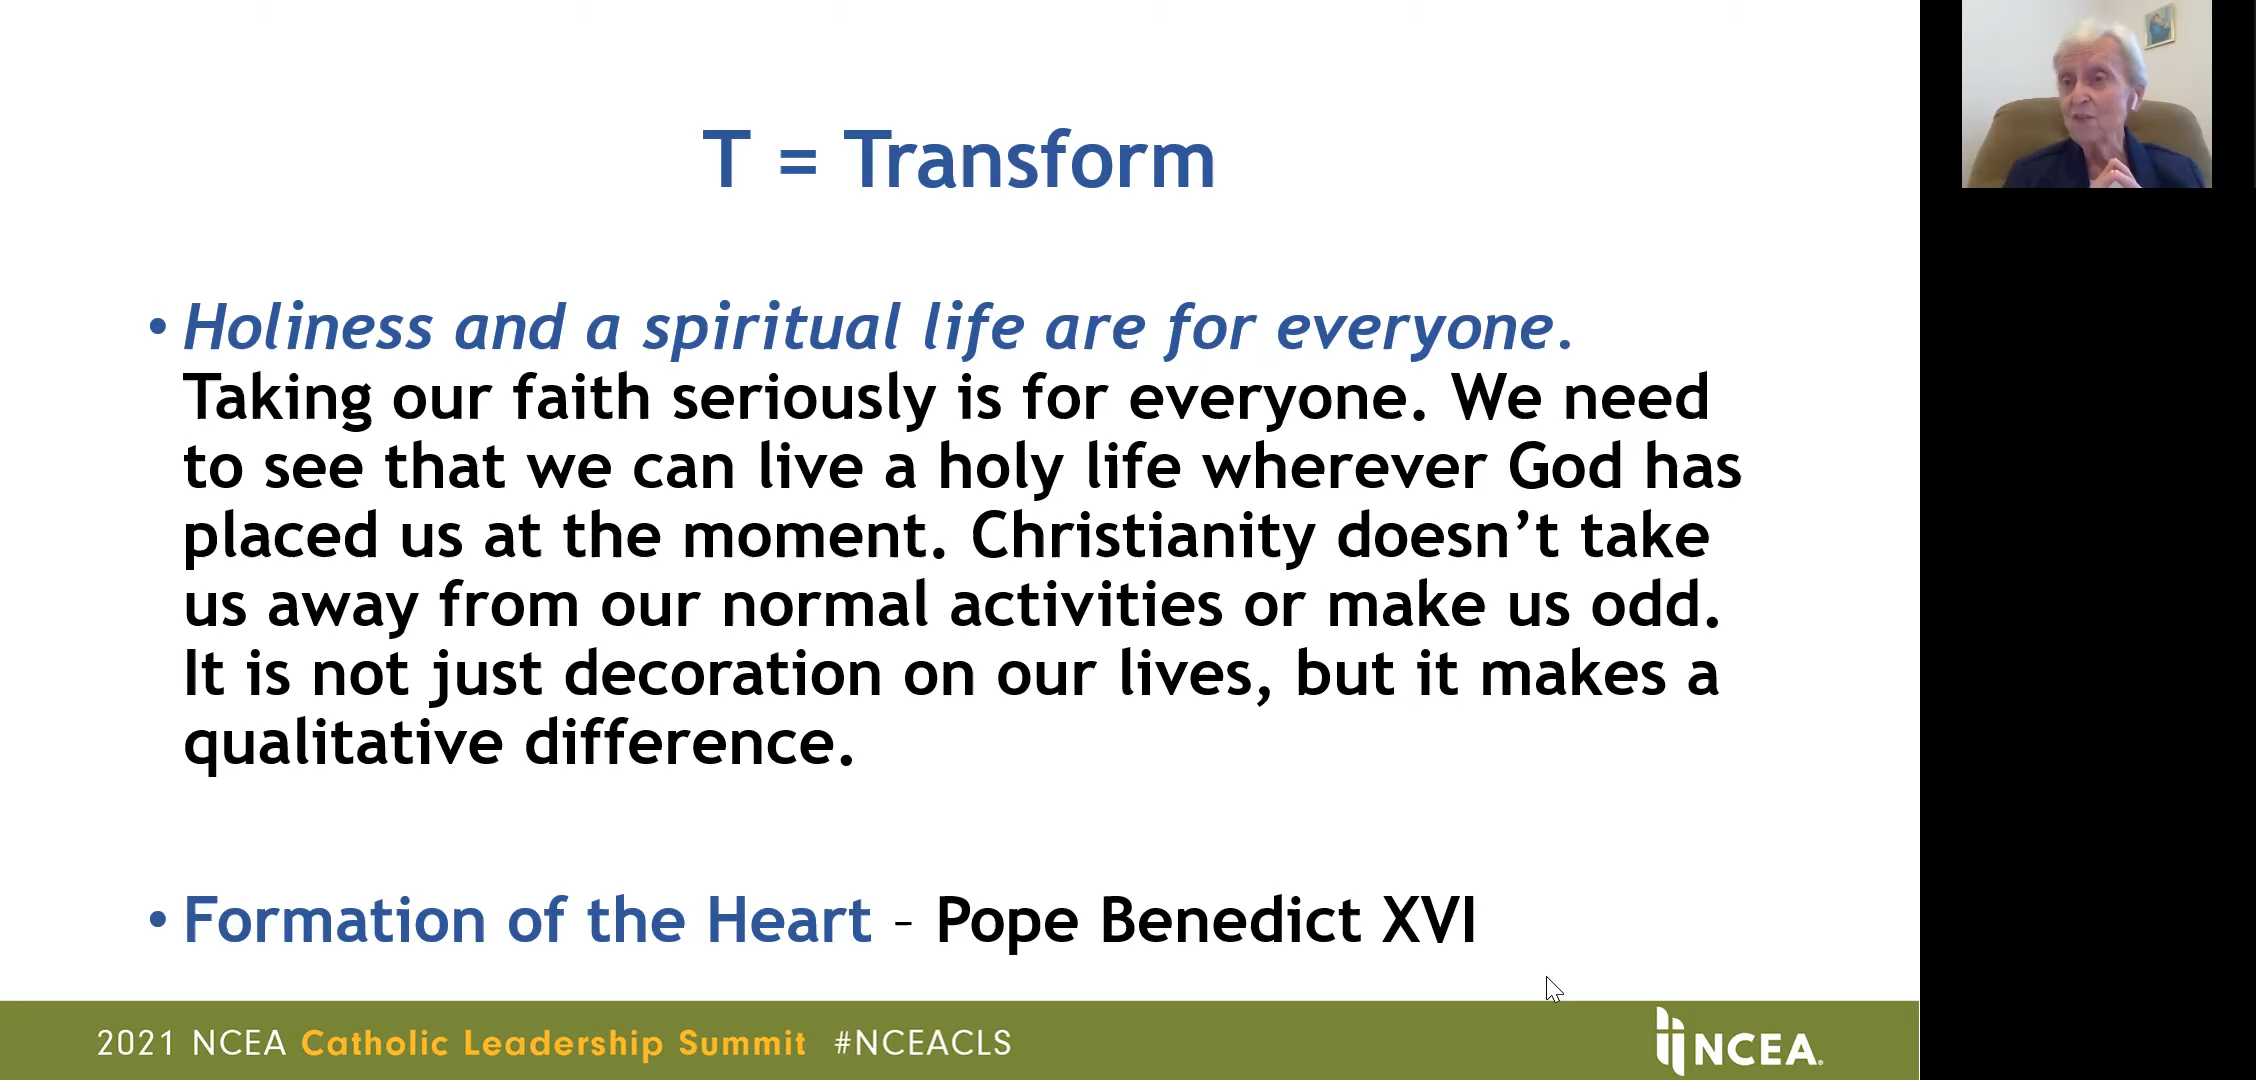 T = Transform
• Holiness and a spiritual life are for everyone.
Taking our faith seriously is for everyone. We need
to see that we can live a holy life wherever God has
placed us at the moment. Christianity doesn’t take
us away from our normal activities or make us odd.
It is not just decoration on our lives, but it makes a
qualitative difference.
• Formation of the Heart – Pope Benedict XVI
2021 NCEA Catholic Leadership Summit #NCEACLS
NCEA.